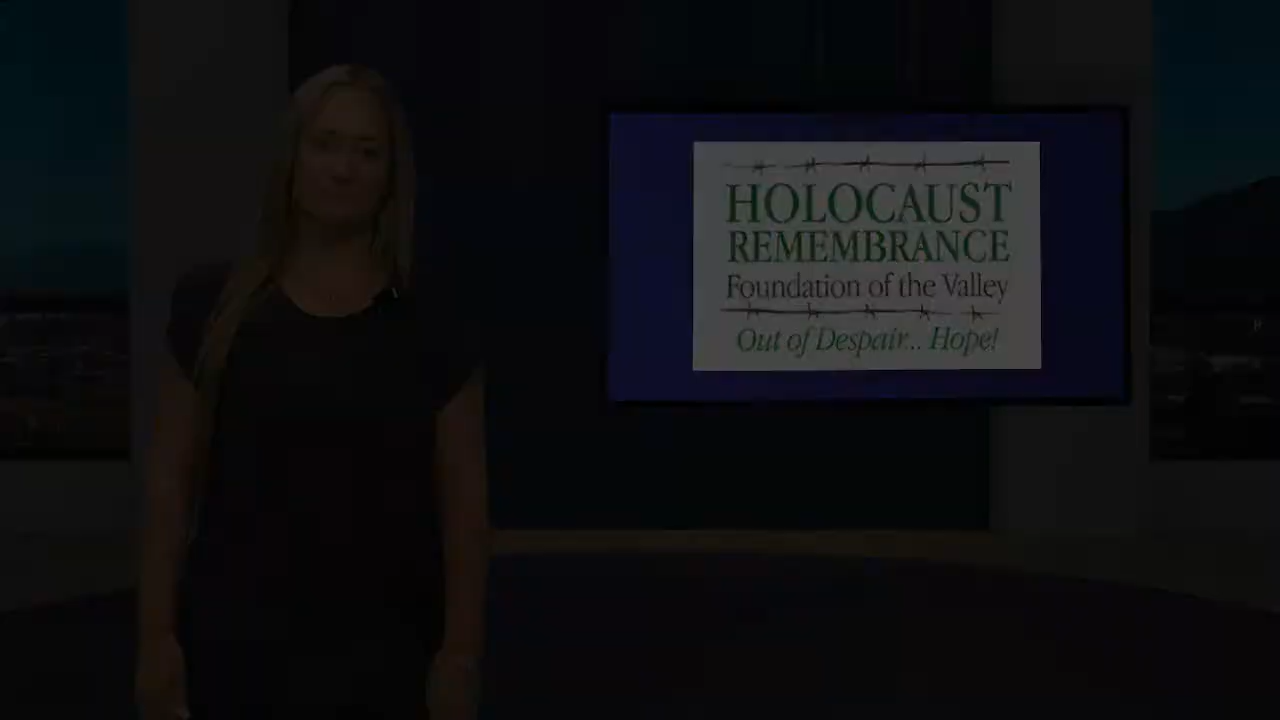 HOLOCAUST
REMEMBRANCE
Foundation of the Valley
Out of Despair... Hope!